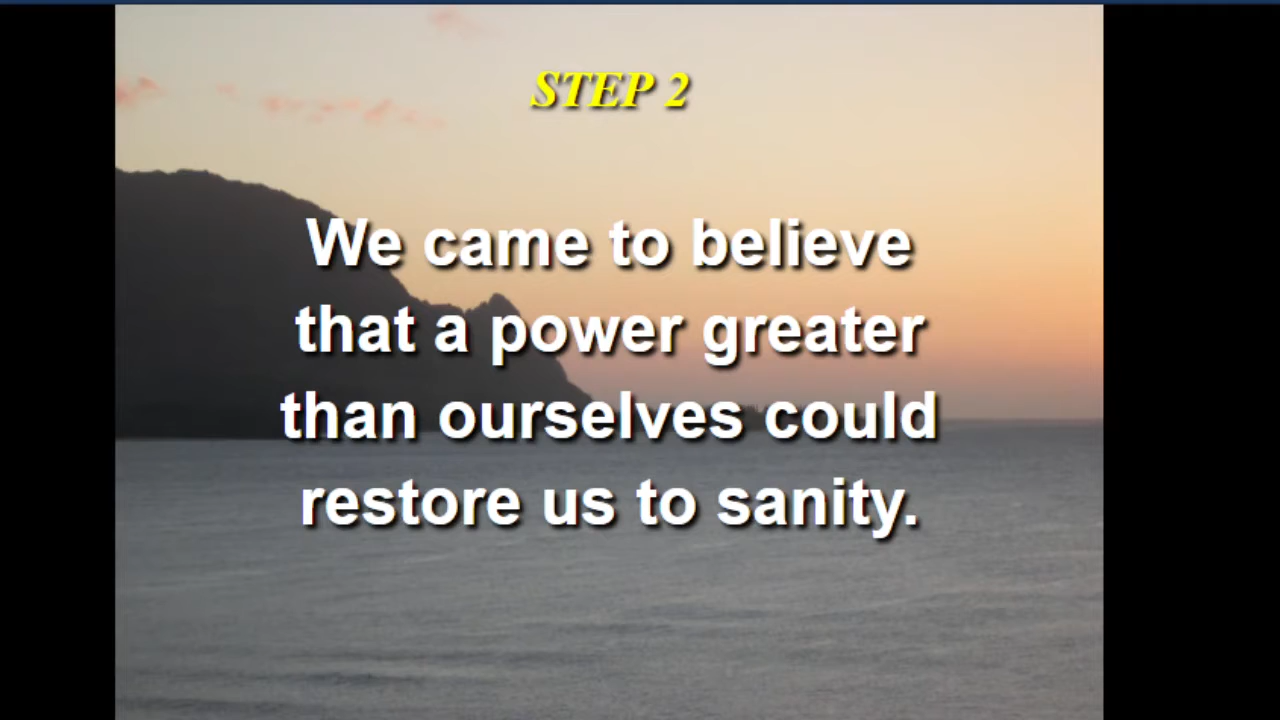 STEP 2
We came to believe
that a power greater
than ourselves could
restore us to sanity.